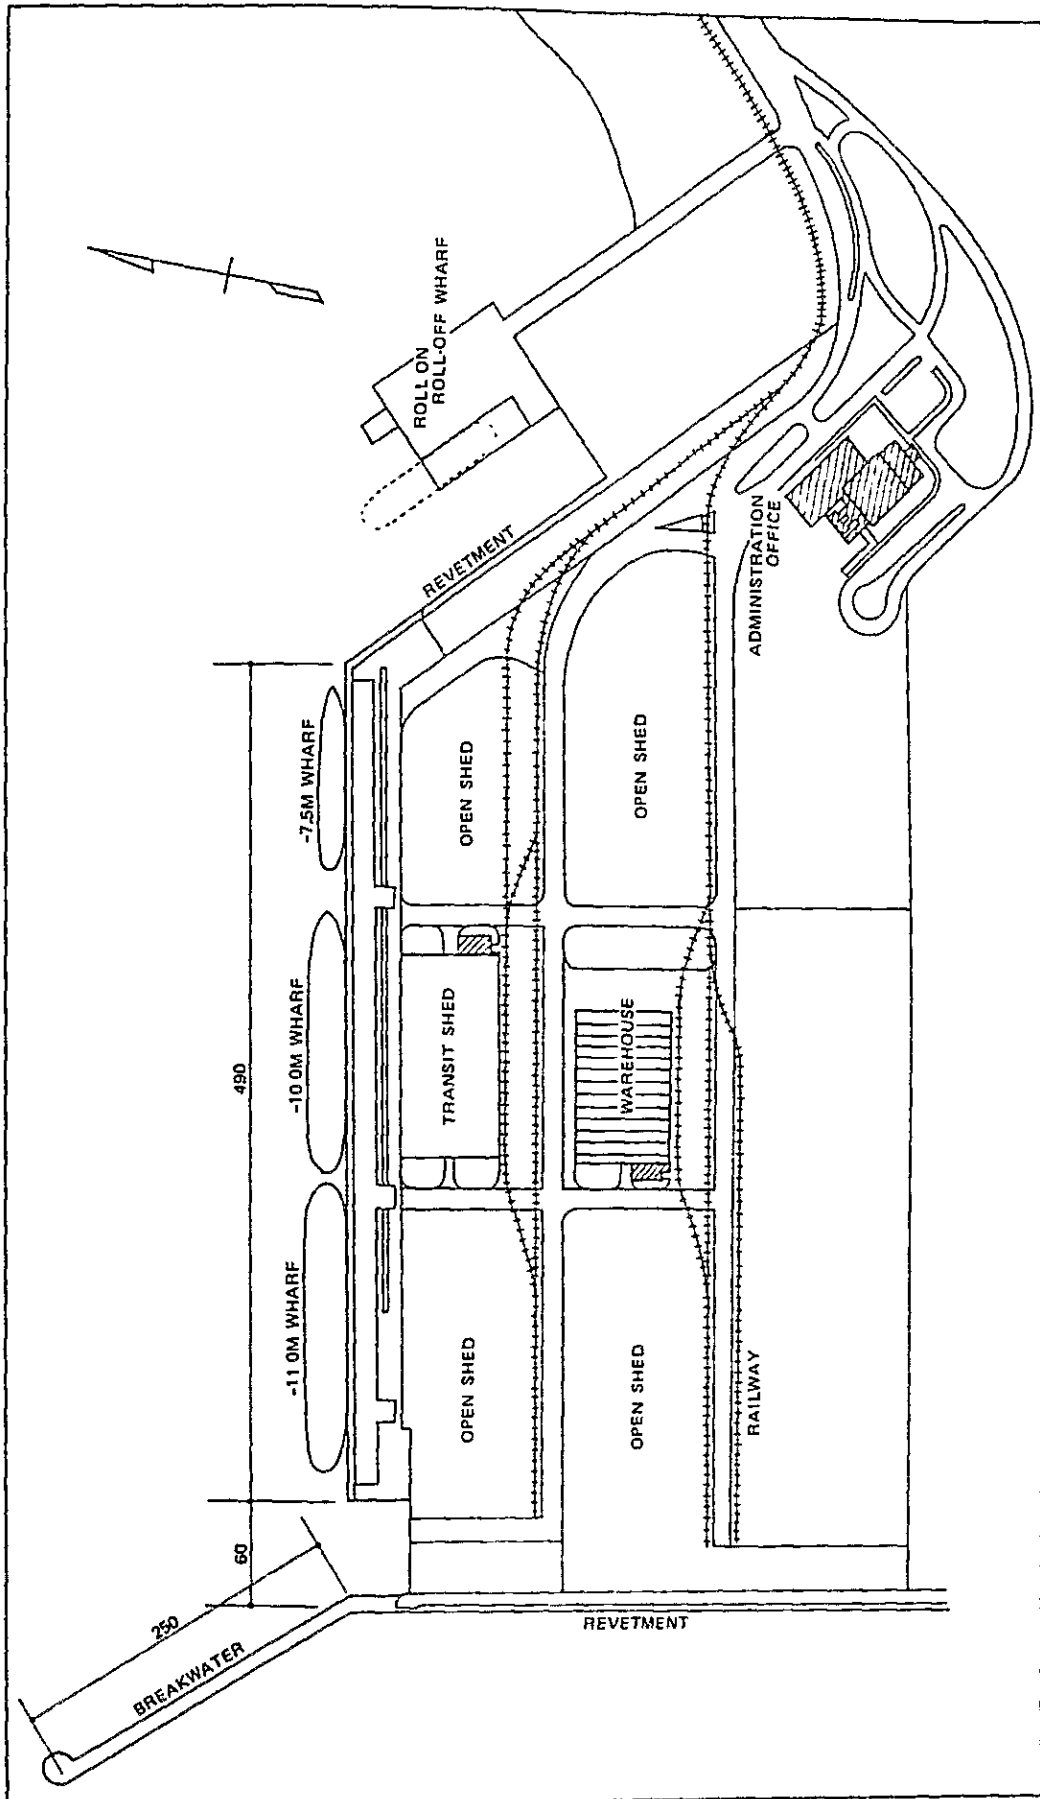 BREAKWATER
250
60
490
-11 0M WHARF
-10 0M WHARF
-7.5M WHARF
REVETMENT
ROLL ON
ROLL-OFF WHARF
OPEN SHED
TRANSIT SHED
OPEN SHED
OPEN SHED
WAREHOUSE
OPEN SHED
RAILWAY
ADMINISTRATION
OFFICE
REVETMENT